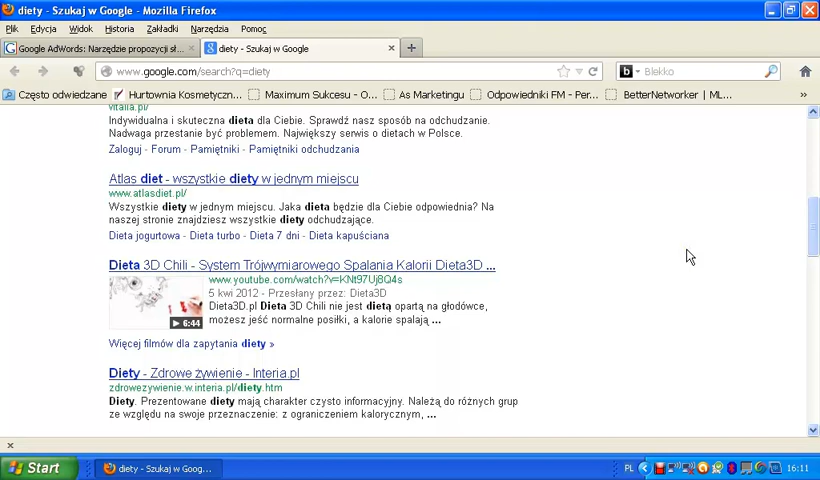 diety - Szukaj w Google - Mozilla Firefox
Plik Edycja Widok Historia Zakładki Narzędzia Pomoc
Google AdWords: Narzędzie propozycji sł... diety - Szukaj w Google
www.google.com/search?q=diety Blekko
Często odwiedzane Hurtownia Kosmetyczn... Maximum Sukcesu - O... As Marketingu Odpowiedniki FM - Per... BetterNetworker | ML...
vitalia.pl/
Indywidualna i skuteczna dieta dla Ciebie. Sprawdź nasz sposób na odchudzanie.
Nadwaga przestanie być problemem. Największy serwis o dietach w Polsce.
Zaloguj - Forum - Pamiętniki - Pamiętniki odchudzania
Atlas diet - wszystkie diety w jednym miejscu
www.atlasdiet.pl/
Wszystkie diety w jednym miejscu. Jaka dieta będzie dla Ciebie odpowiednia? Na
naszej stronie znajdziesz wszystkie diety odchudzające.
Dieta jogurtowa - Dieta turbo - Dieta 7 dni - Dieta kapuściana
Dieta 3D Chili - System Trójwymiarowego Spalania Kalorii Dieta3D ...
www.youtube.com/watch?v=KNt97Uj8Q4s
5 kwi 2012 - Przesłany przez: Dieta3D
Dieta3D.pl Dieta 3D Chili nie jest dietą opartą na głodówce,
możesz jeść normalne posiłki, a kalorie spalają ...
6:44
Więcej filmów dla zapytania diety »
Diety - Zdrowe żywienie - Interia.pl
zdrowezywienie.w.interia.pl/diety.htm
Diety. Prezentowane diety mają charakter czysto informacyjny. Należą do różnych grup
ze względu na swoje przeznaczenie: z ograniczeniem kalorycznym, ...
Start diety - Szukaj w Goog... PL 16:11